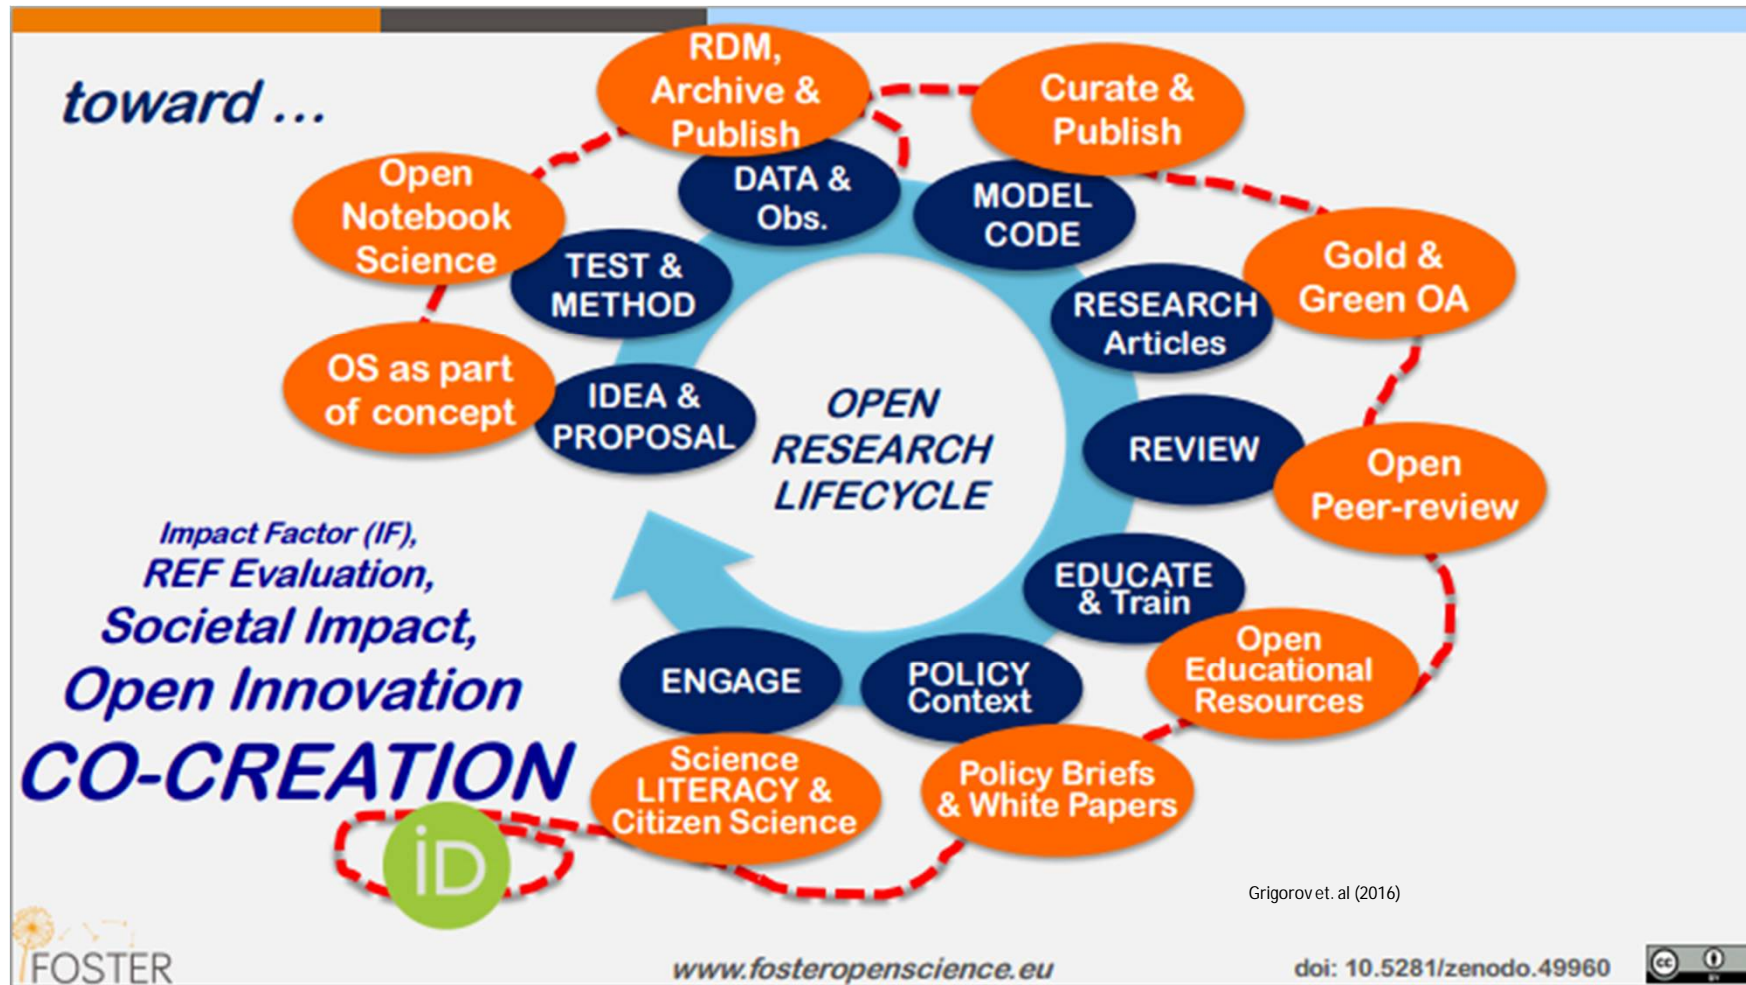 toward ...
RDM,
Archive &
Publish
Curate &
Publish
Open
Notebook
Science
DATA &
Obs.
MODEL
CODE
Gold &
Green OA
TEST &
METHOD
RESEARCH
Articles
OS as part
of concept
IDEA &
PROPOSAL
OPEN
RESEARCH
LIFECYCLE
REVIEW
Open
Peer-review
Impact Factor (IF),
REF Evaluation,
Societal Impact,
Open Innovation
CO-CREATION
EDUCATE
& Train
Open
Educational
Resources
ENGAGE
POLICY
Context
Science
LITERACY &
Citizen Science
Policy Briefs
& White Papers
iD
Grigorov et. al (2016)
FOSTER
www.fosteropenscience.eu
doi: 10.5281/zenodo.49960
cc
BY